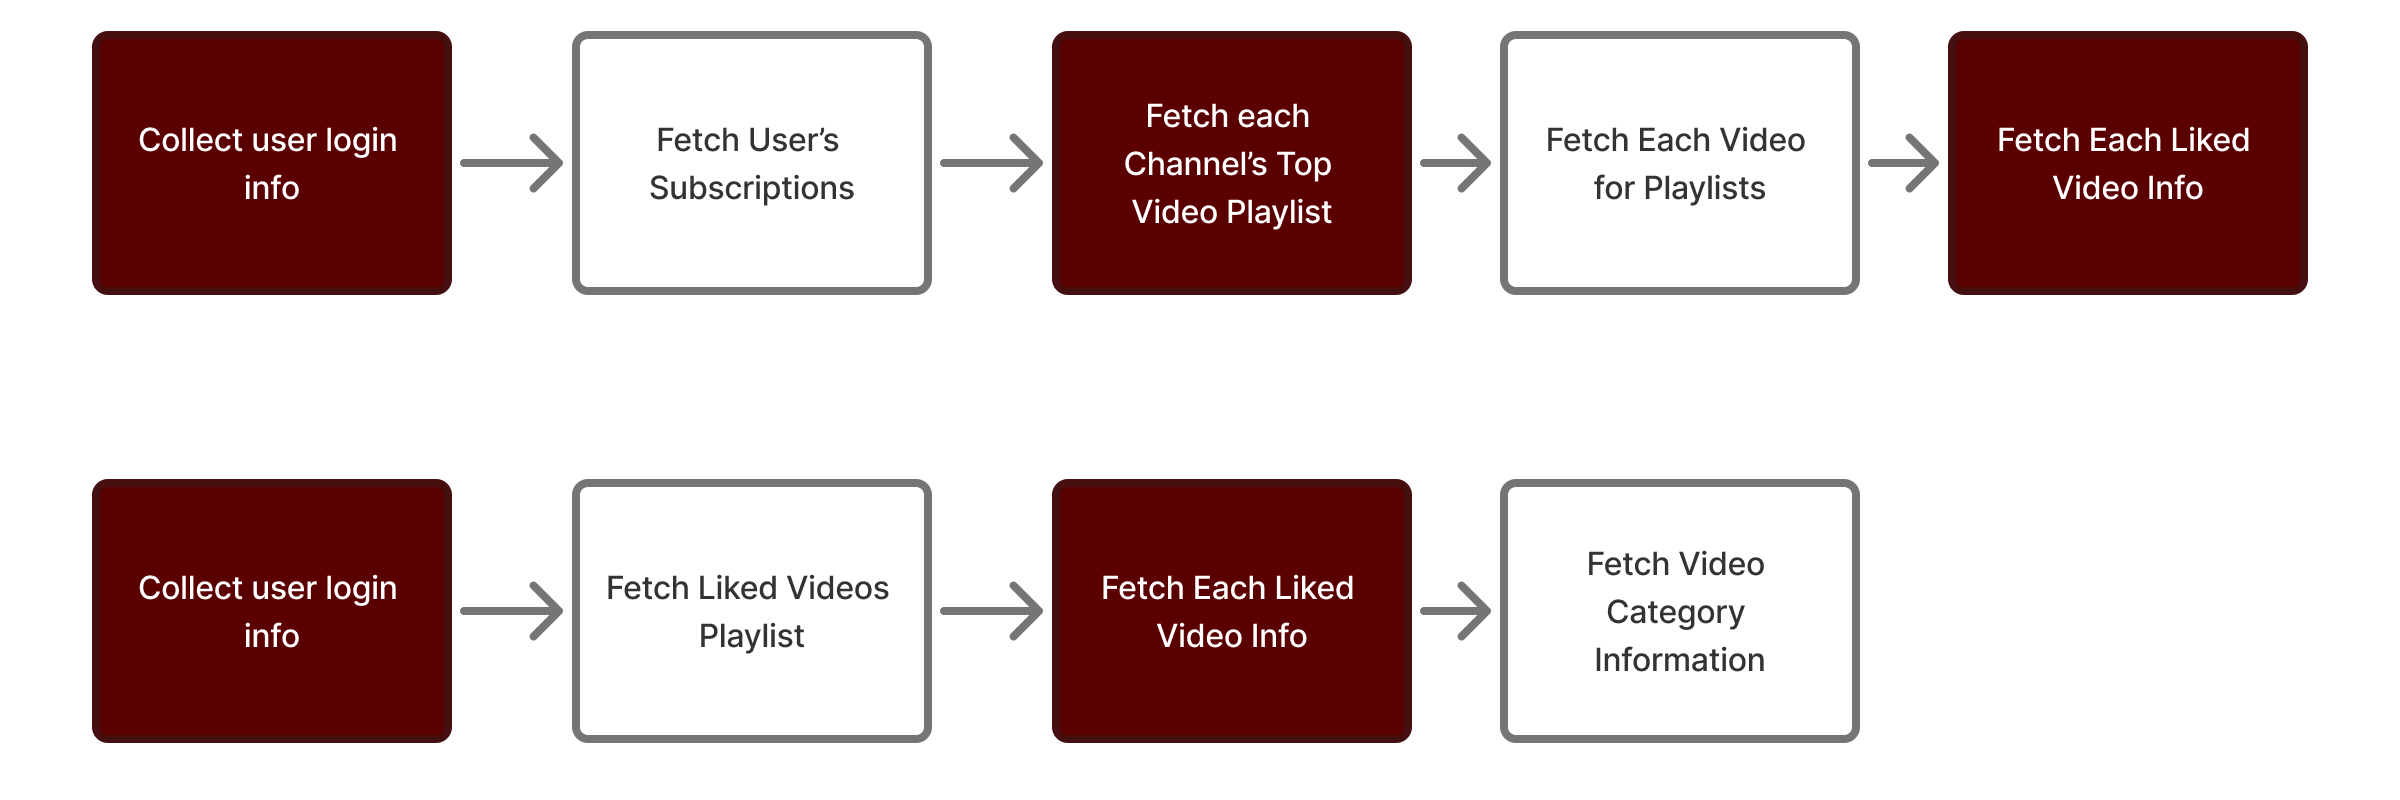 Collect user login
info
Fetch User’s
Subscriptions
Fetch each
Channel’s Top
Video Playlist
Fetch Each Video
for Playlists
Fetch Each Liked
Video Info
Collect user login
info
Fetch Liked Videos
Playlist
Fetch Each Liked
Video Info
Fetch Video
Category
Information